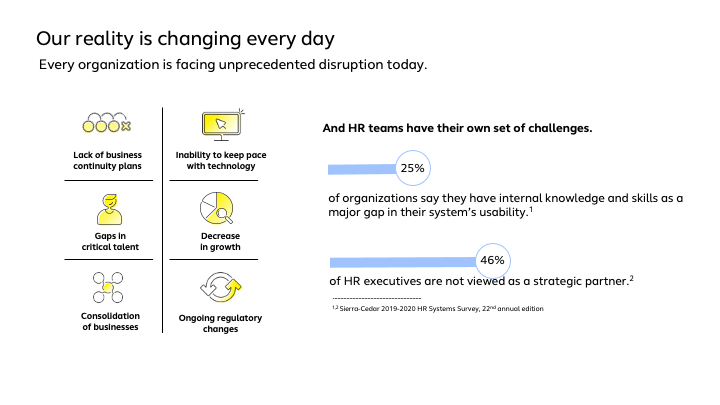 Our reality is changing every day
Every organization is facing unprecedented disruption today.
Lack of business
continuity plans
Inability to keep pace
with technology
Gaps in
critical talent
Decrease
in growth
Consolidation
of businesses
Ongoing regulatory
changes
And HR teams have their own set of challenges.
25%
of organizations say they have internal knowledge and skills as a
major gap in their system's usability.1
46%
of HR executives are not viewed as a strategic partner.2
------------------------------
1,2 Sierra-Cedar 2019-2020 HR Systems Survey, 22nd annual edition